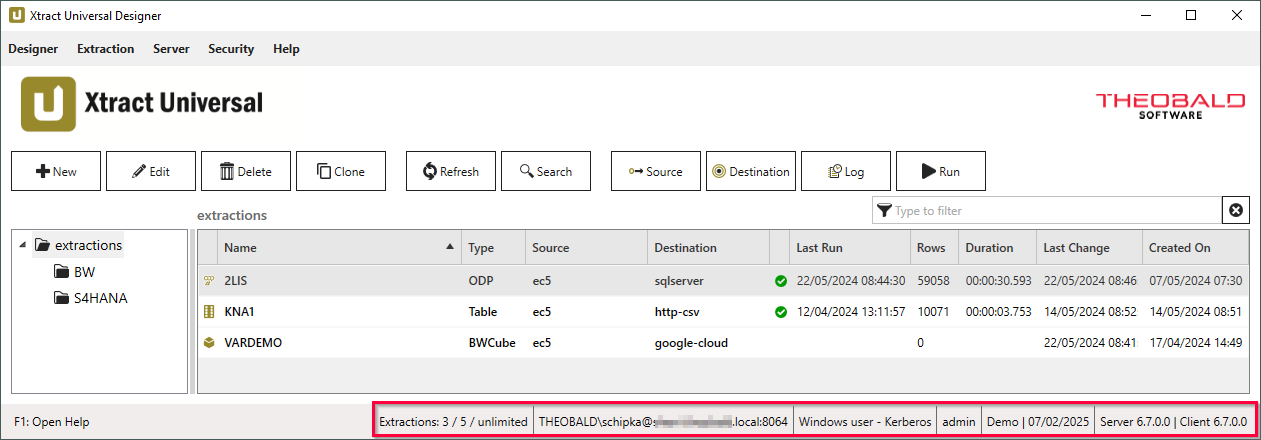 Xtract Universal Designer
Designer Extraction Server Security Help
Xtract Universal
THEOBALD
SOFTWARE
New Edit Delete Clone Refresh Search Source Destination Log Run
extractions
Type to filter
extractions
BW
S4HANA
Name Type Source Destination Last Run Rows Duration Last Change Created On
2LIS ODP ec5 sqlserver 22/05/2024 08:44:30 59058 00:00:30.593 22/05/2024 08:46 07/05/2024 07:30
KNA1 Table ec5 http-csv 12/04/2024 13:11:57 10071 00:00:03.753 14/05/2024 08:52 14/05/2024 08:51
VARDEMO BWCube ec5 google-cloud 0 22/05/2024 08:41 17/04/2024 14:49
F1: Open Help Extractions: 3 / 5 / unlimited THEOBALD\schipka@ .local:8064 Windows user - Kerberos admin Demo | 07/02/2025 Server 6.7.0.0 | Client 6.7.0.0